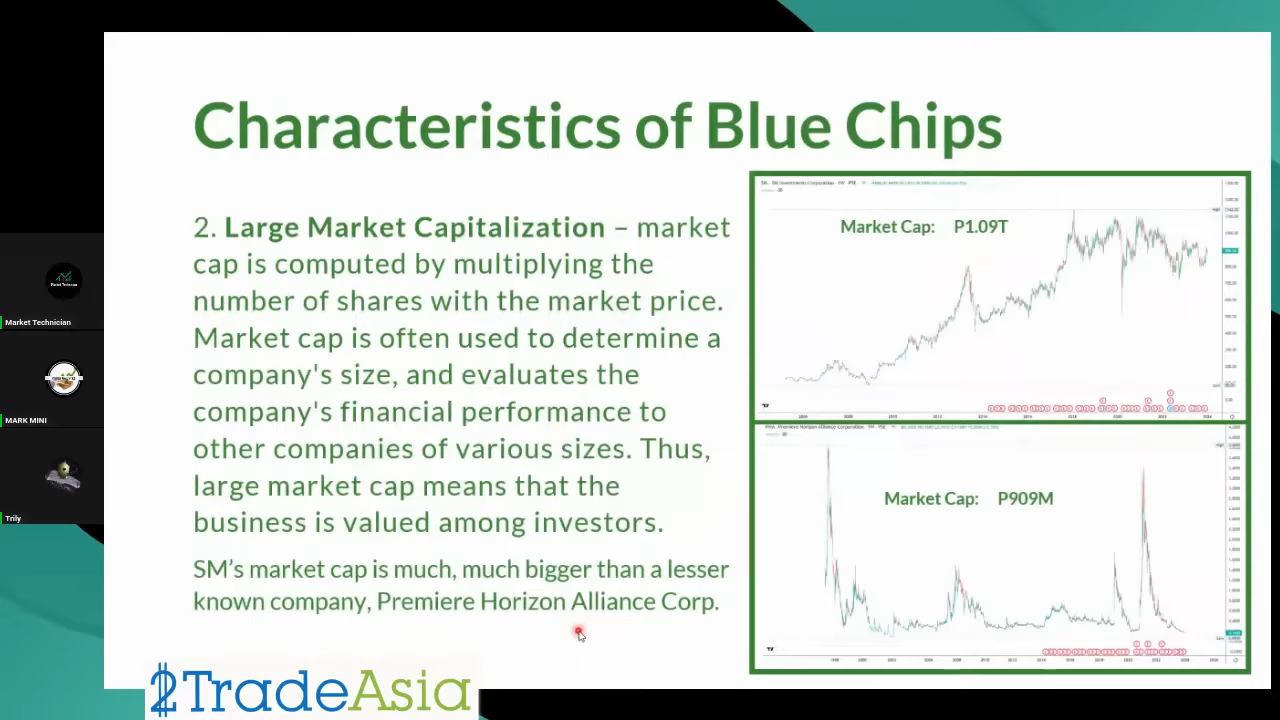 Characteristics of Blue Chips
2. Large Market Capitalization – market
cap is computed by multiplying the
number of shares with the market price.
Market cap is often used to determine a
company's size, and evaluates the
company's financial performance to
other companies of various sizes. Thus,
large market cap means that the
business is valued among investors.
SM’s market cap is much, much bigger than a lesser
known company, Premiere Horizon Alliance Corp.
Market Cap: P1.09T
Market Cap: P909M
Premiere Horizon Alliance Corporation
Market Technician
MARK MINI
Trily
2TradeAsia